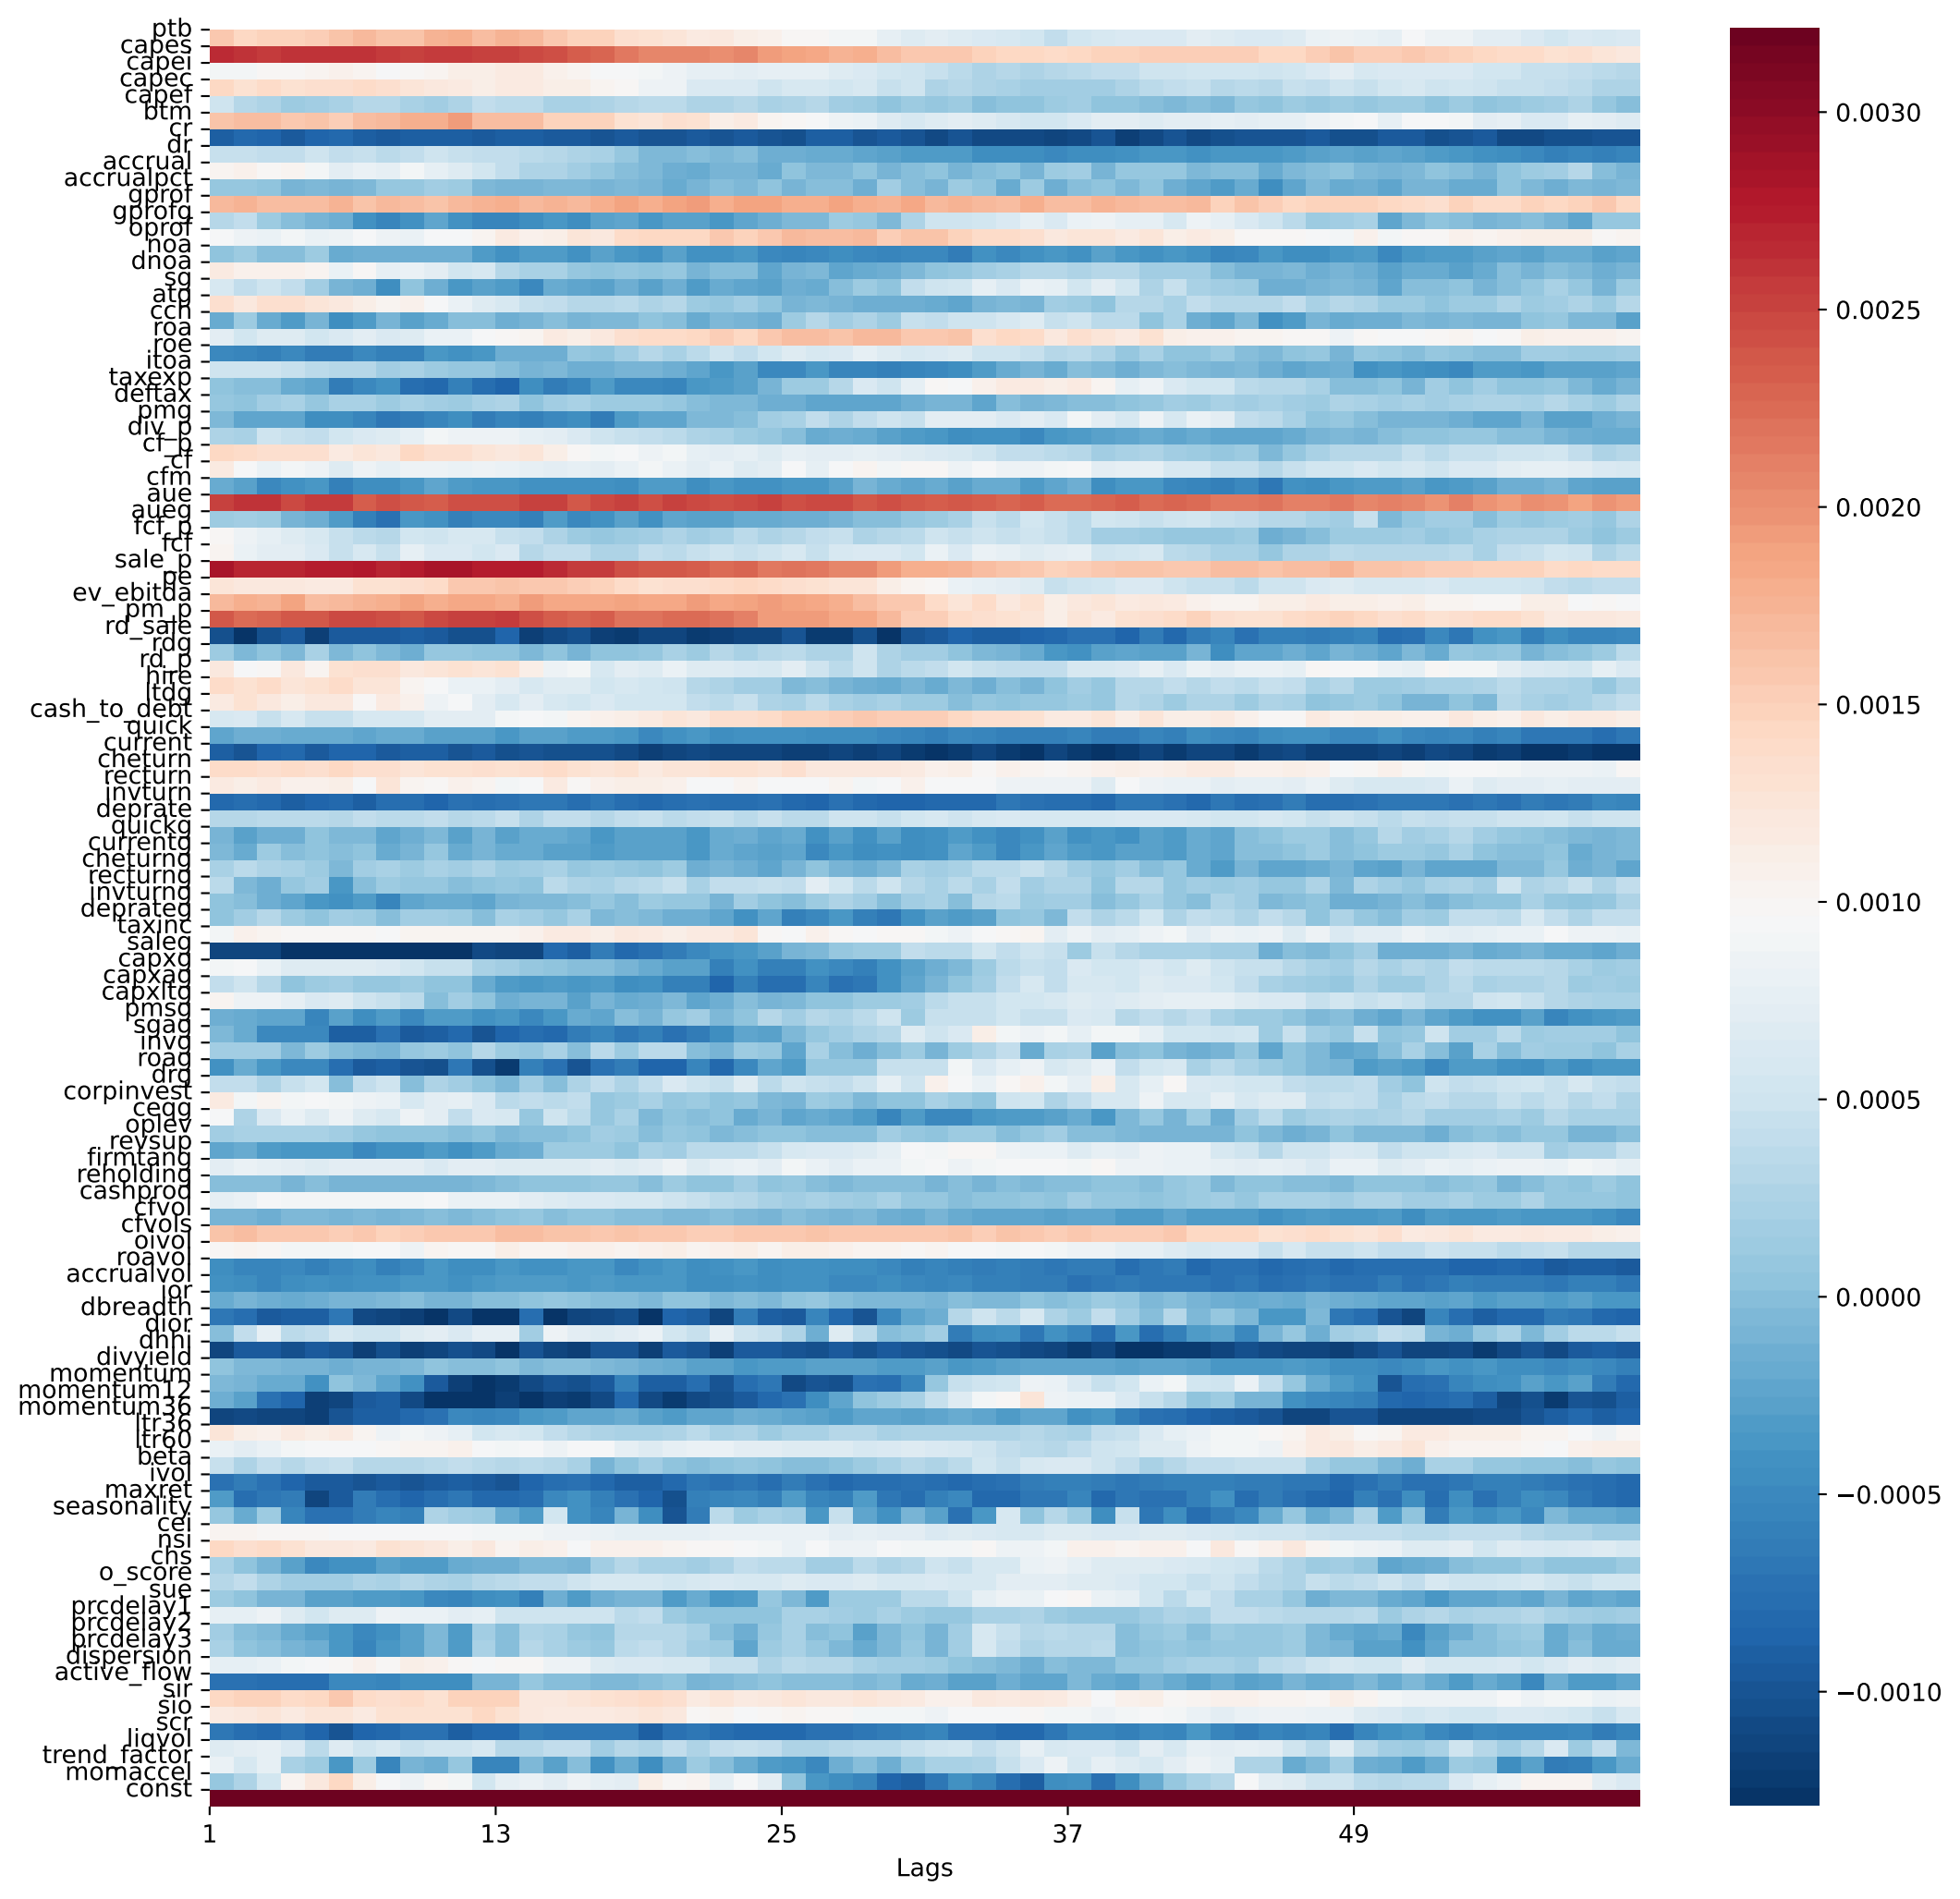 ptb
capes
capei
capec
capef
btm
cr
dr
accrual
accrualpct
gprof
gprofg
oprof
noa
dnoa
sg
atg
cch
roa
roe
itoa
taxexp
deftax
pmg
div_p
cf_p
cf
cfm
aue
aueg
fcf_p
fcf
sale_p
pe
ev_ebitda
pm_p
rd_sale
rdg
rd_p
hire
ltdg
cash_to_debt
quick
current
cheturn
recturn
invturn
deprate
quickg
currentg
cheturng
recturng
invturng
deprateg
taxinc
saleg
capxg
capxag
capxltg
pmsg
sgag
invg
roag
drg
corpinvest
ceqg
oplev
revsup
firmtang
reholding
cashprod
cfvol
cfvols
oivol
roavol
accrualvol
ior
dbreadth
dior
dhhi
divyield
momentum
momentum12
momentum36
ltr36
ltr60
beta
ivol
maxret
seasonality
cei
nsi
chs
o_score
sue
prcdelay1
prcdelay2
prcdelay3
dispersion
active_flow
sir
sio
scr
liqvol
trend_factor
momaccel
const
1 13 25 37 49
Lags
0.0030
0.0025
0.0020
0.0015
0.0010
0.0005
0.0000
−0.0005
−0.0010